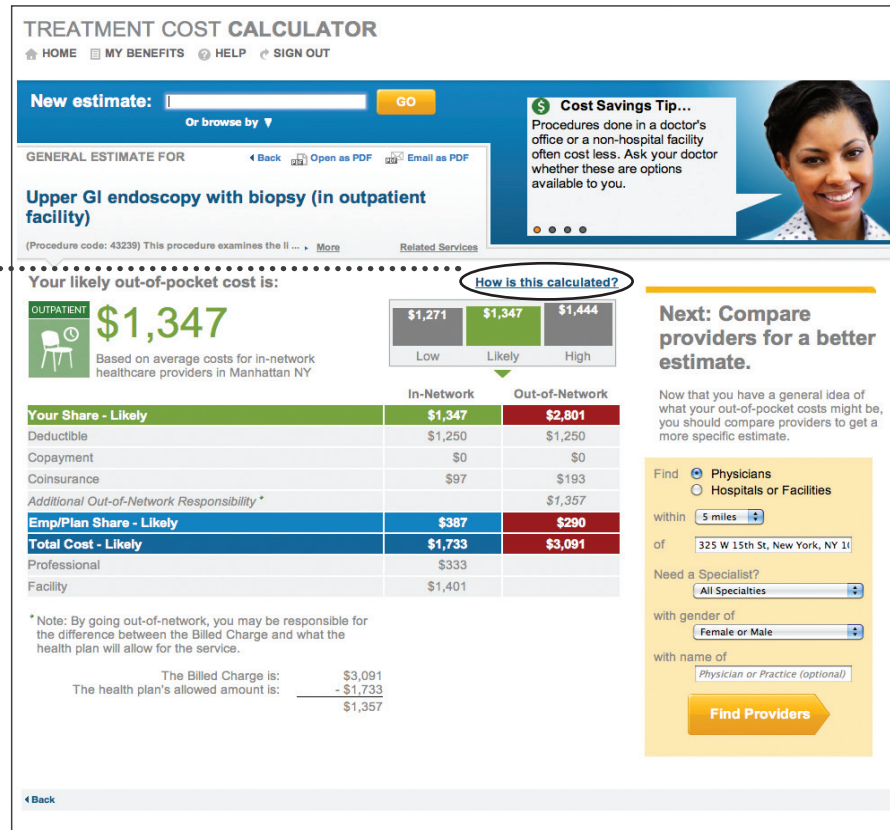 TREATMENT COST CALCULATOR
HOME MY BENEFITS HELP SIGN OUT
New estimate: GO
Or browse by ▼
$ Cost Savings Tip...
Procedures done in a doctor's
office or a non-hospital facility
often cost less. Ask your doctor
whether these are options
available to you.
GENERAL ESTIMATE FOR Back Open as PDF Email as PDF
Upper GI endoscopy with biopsy (in outpatient
facility)
(Procedure code: 43239) This procedure examines the li ... More Related Services
Your likely out-of-pocket cost is: How is this calculated?
OUTPATIENT
$1,347
Based on average costs for in-network
healthcare providers in Manhattan NY
$1,271 $1,347 $1,444
Low Likely High
In-Network Out-of-Network
Your Share - Likely $1,347 $2,801
Deductible $1,250 $1,250
Copayment $0 $0
Coinsurance $97 $193
Additional Out-of-Network Responsibility * $1,357
Emp/Plan Share - Likely $387 $290
Total Cost - Likely $1,733 $3,091
Professional $333
Facility $1,401
* Note: By going out-of-network, you may be responsible for
the difference between the Billed Charge and what the
health plan will allow for the service.
The Billed Charge is: $3,091
The health plan's allowed amount is: - $1,733
$1,357
Next: Compare
providers for a better
estimate.
Now that you have a general idea of
what your out-of-pocket costs might be,
you should compare providers to get a
more specific estimate.
Find Physicians
Hospitals or Facilities
within 5 miles
of 325 W 15th St, New York, NY 1(
Need a Specialist?
All Specialties
with gender of
Female or Male
with name of
Physician or Practice (optional)
Find Providers
Back